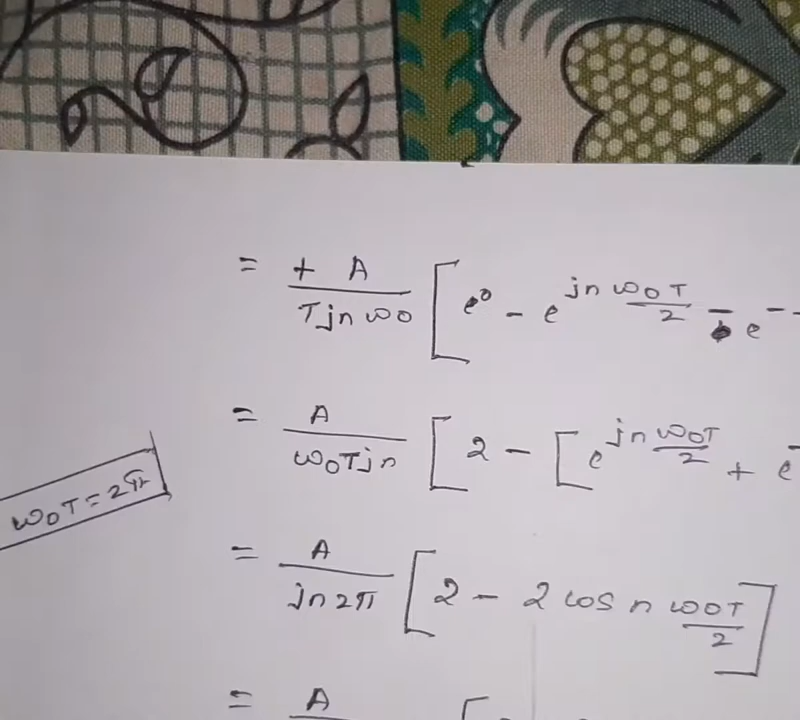 = + A / Tjnω0 [ e^0 - e^(jnω0T/2) - e^-
= A / ω0Tjn [ 2 - [ e^(jnω0T/2) + e^-
ω0T = 2π
= A / jn2π [ 2 - 2 cos n ω0T/2 ]
= A